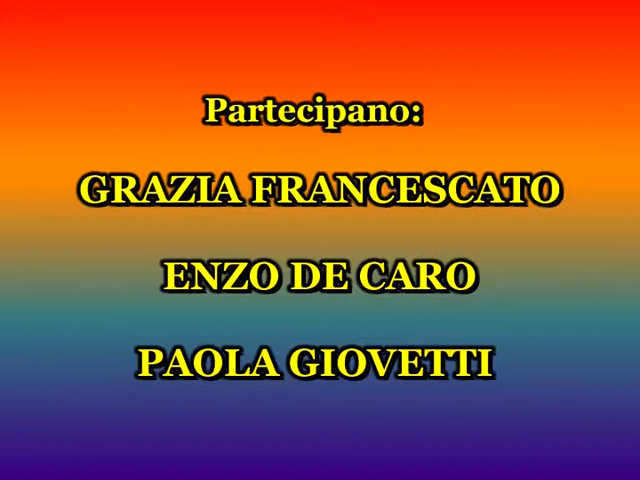 Partecipano:
GRAZIA FRANCESCATO
ENZO DE CARO
PAOLA GIOVETTI